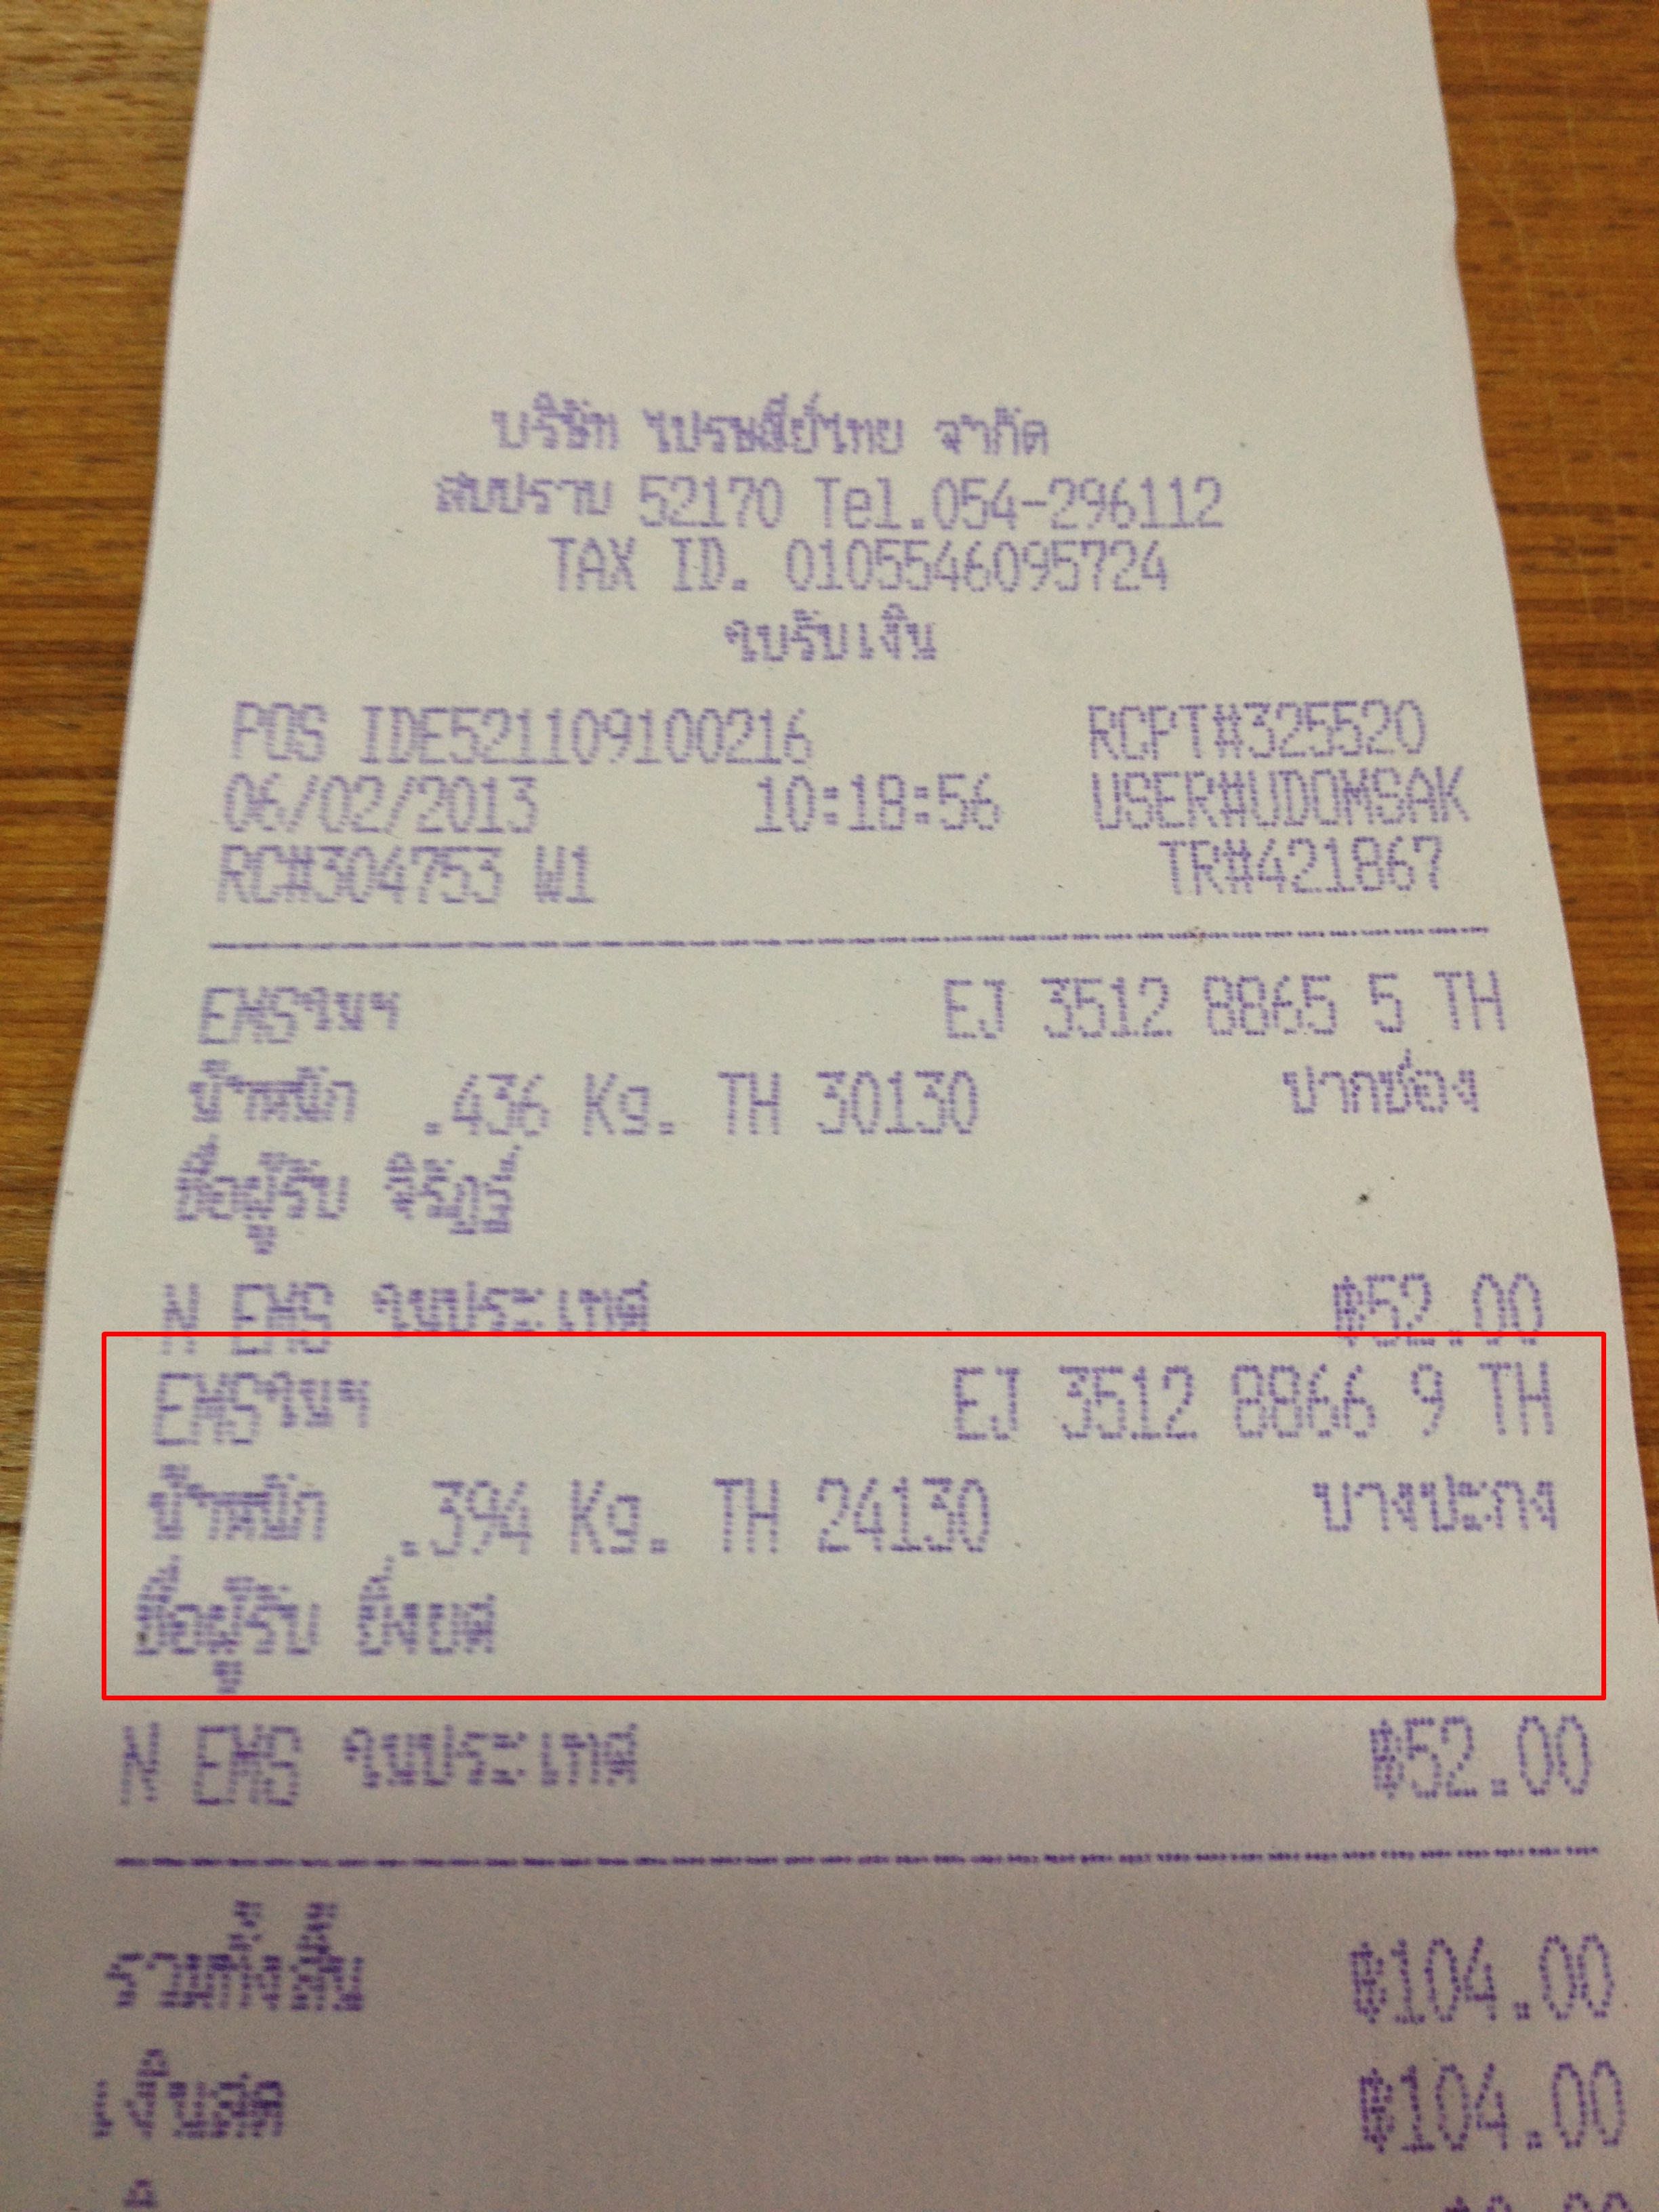 บริษัท ไปรษณีย์ไทย จำกัด
สบปราบ 52170 Tel.054-296112
TAX ID. 0105546095724
ใบรับเงิน
POS IDE521109100216 RCPT#325520
06/02/2013 10:18:56 USER#UDOMSAK
RC#304753 W1 TR#421867
EMSในฯ EJ 3512 8865 5 TH
น้ำหนัก .436 Kg. TH 30130 ปากช่อง
ชื่อผู้รับ
N EMS ในประเทศ ฿52.00
EMSในฯ EJ 3512 8866 9 TH
น้ำหนัก .394 Kg. TH 24130 บางปะกง
ชื่อผู้รับ
N EMS ในประเทศ ฿52.00
รวมทั้งสิ้น ฿104.00
เงินสด ฿104.00